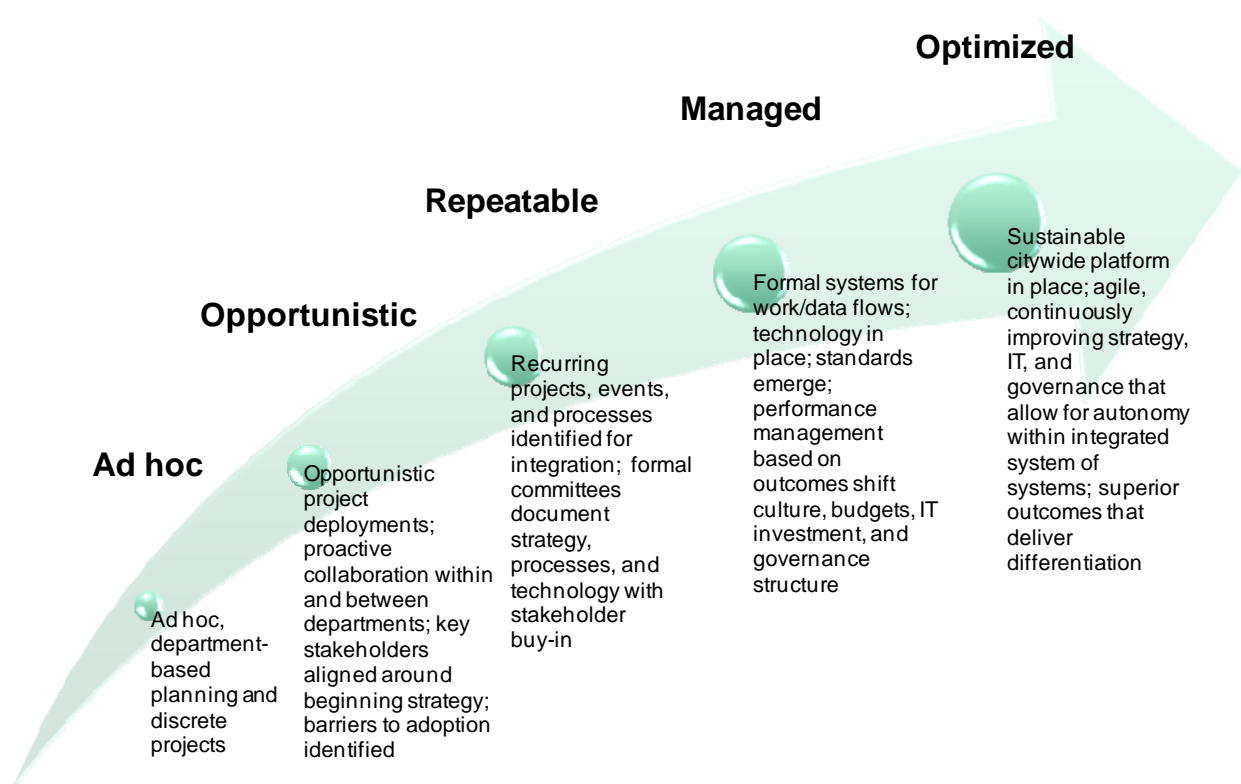 Optimized
Managed
Repeatable
Opportunistic
Ad hoc
Ad hoc,
department-
based
planning and
discrete
projects
Opportunistic
project
deployments;
proactive
collaboration within
and between
departments; key
stakeholders
aligned around
beginning strategy;
barriers to adoption
identified
Recurring
projects, events,
and processes
identified for
integration; formal
committees
document
strategy,
processes, and
technology with
stakeholder
buy-in
Formal systems for
work/data flows;
technology in
place; standards
emerge;
performance
management
based on
outcomes shift
culture, budgets, IT
investment, and
governance
structure
Sustainable
citywide platform
in place; agile,
continuously
improving strategy,
IT, and
governance that
allow for autonomy
within integrated
system of
systems; superior
outcomes that
deliver
differentiation